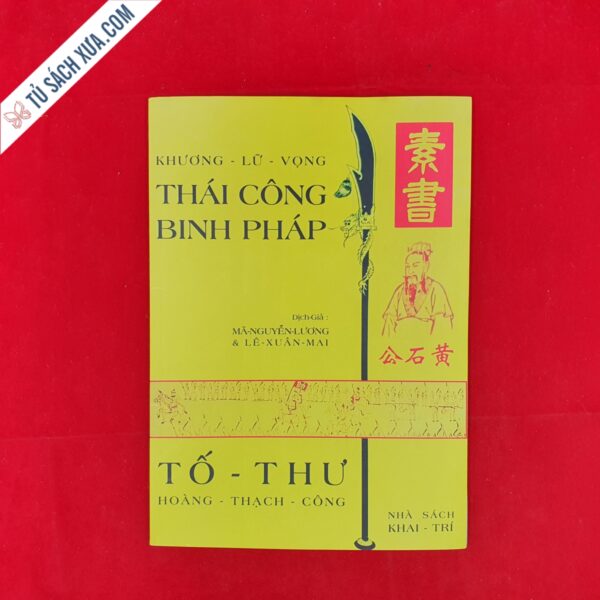 TỦ SÁCH XƯA.COM
KHƯƠNG - LỮ - VỌNG
THÁI CÔNG
BINH PHÁP
素書
Dịch-Giả :
MÃ-NGUYỄN-LƯƠNG
& LÊ-XUÂN-MAI
公石黃
TỐ - THƯ
HOÀNG - THẠCH - CÔNG
NHÀ SÁCH
KHAI - TRÍ